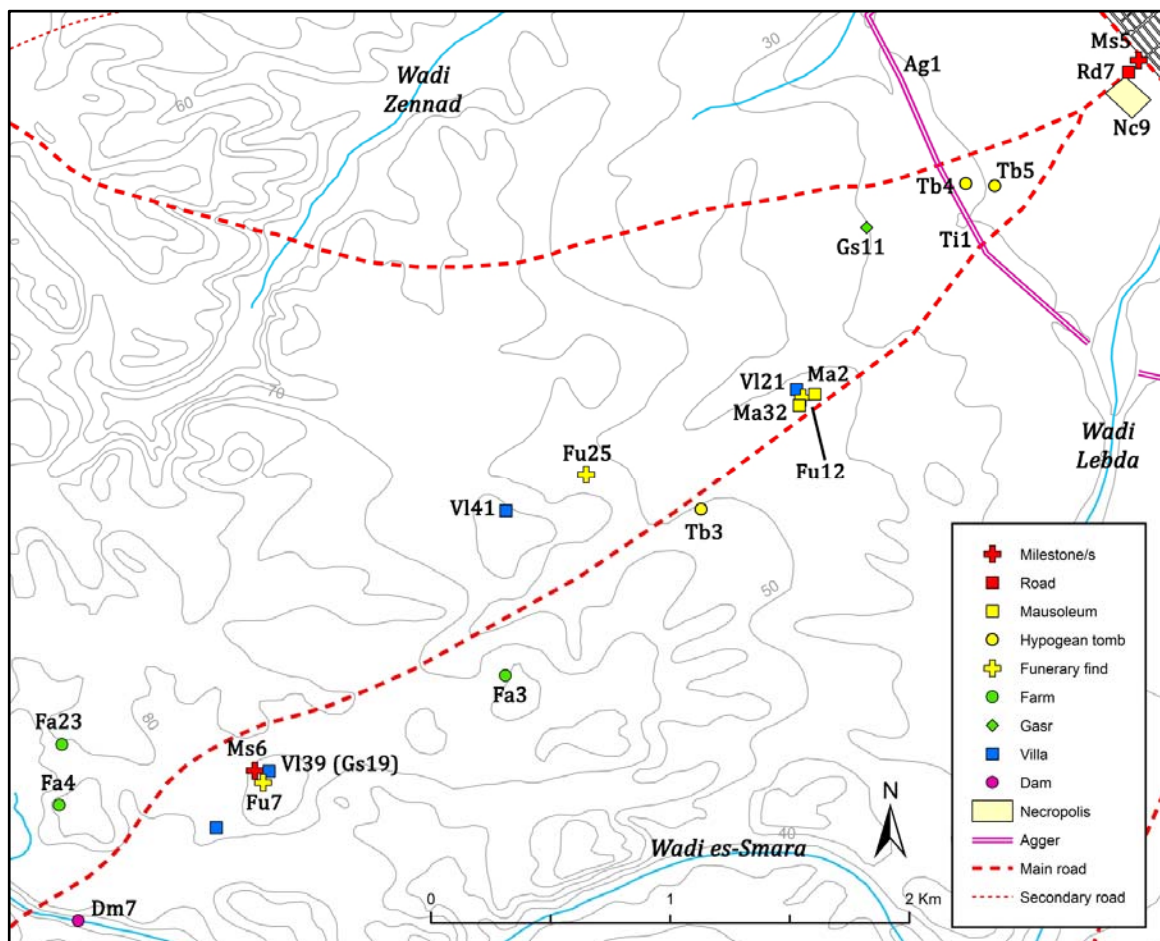 30
Ms5
Ag1
Rd7
Wadi
Zennad
60
Nc9
Tb4
Tb5
Gs11
Ti1
70
Vl21
Ma2
Ma32
Fu12
Wadi
Lebda
Fu25
Vl41
Tb3
50
Fa3
80
Fa23
Ms6
Vl39 (Gs19)
Fa4
Fu7
40
Wadi es-Smara
N
Dm7
0
1
2 Km
Milestone/s
Road
Mausoleum
Hypogean tomb
Funerary find
Farm
Gasr
Villa
Dam
Necropolis
Agger
Main road
Secondary road